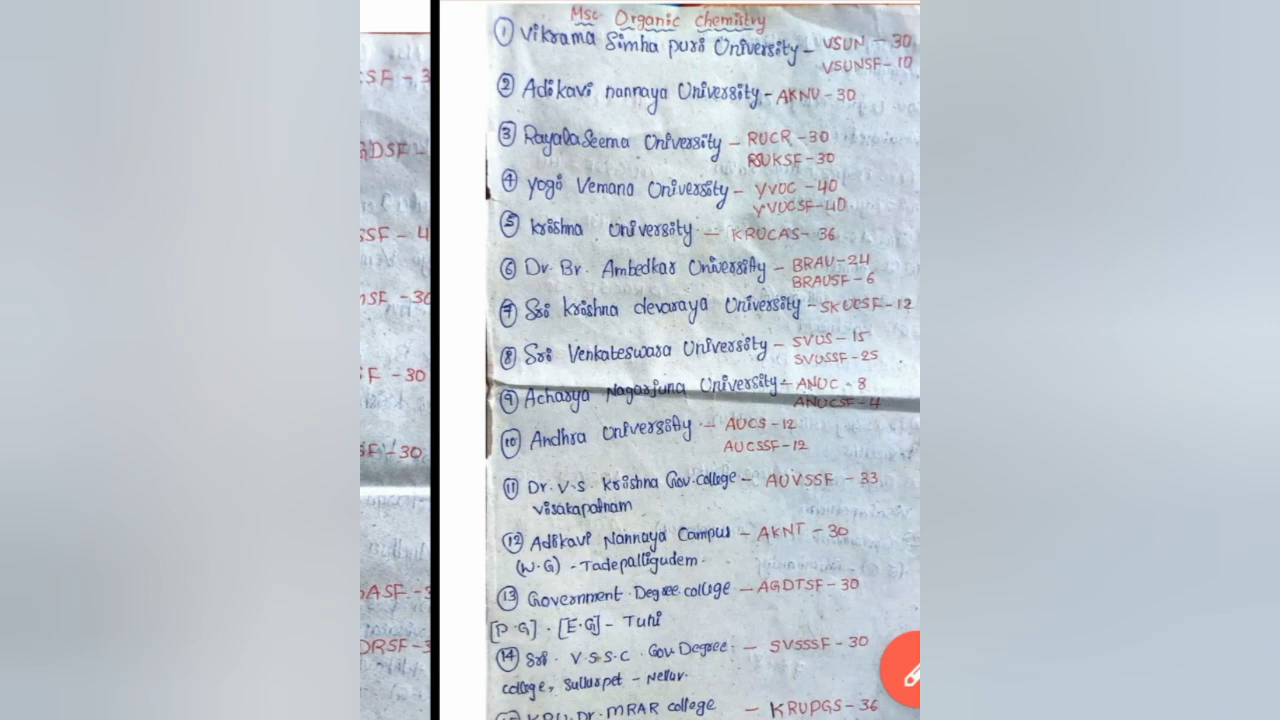 SF - 3
GDSF -
SSF - 4
SF - 30
F - 30
SF - 30
ASF - 3
DRSF - 3
Msc Organic chemistry
① Vikrama Simha puri University - VSUN - 30
VSUNSF - 10
② Adikavi nannaya University - AKNU - 30
③ Rayalaseema University - RUCR - 30
RSUKSF - 30
④ yogi Vemana University - YVUC - 40
YVUCSF - 40
⑤ krishna University - KRUCAS - 36
⑥ Dr. Br. Ambedkar University - BRAU - 24
BRAUSF - 6
⑦ Sri krishna devaraya University - SKUCSF - 12
⑧ Sri Venkateswara University - SVUS - 15
SVUSSF - 25
⑨ Acharya Nagarjuna University - ANUC - 8
ANUCSF - 4
⑩ Andhra University - AUCS - 12
AUCSSF - 12
⑪ Dr. V.S. Krishna Gov. college - AUVSSF - 33
visakapatnam
⑫ Adikavi Nannaya Campus - AKNT - 30
(W.G) - Tadepalligudem.
⑬ Government Degree college - AGDTSF - 30
[P.G] . [E.G] - Tuni
⑭ Sri. V.S.S.C Gov Degree - SVSSSF - 30
college, Sullurpet - Nellur.
Dr. MRAR college - KRUPGS - 36